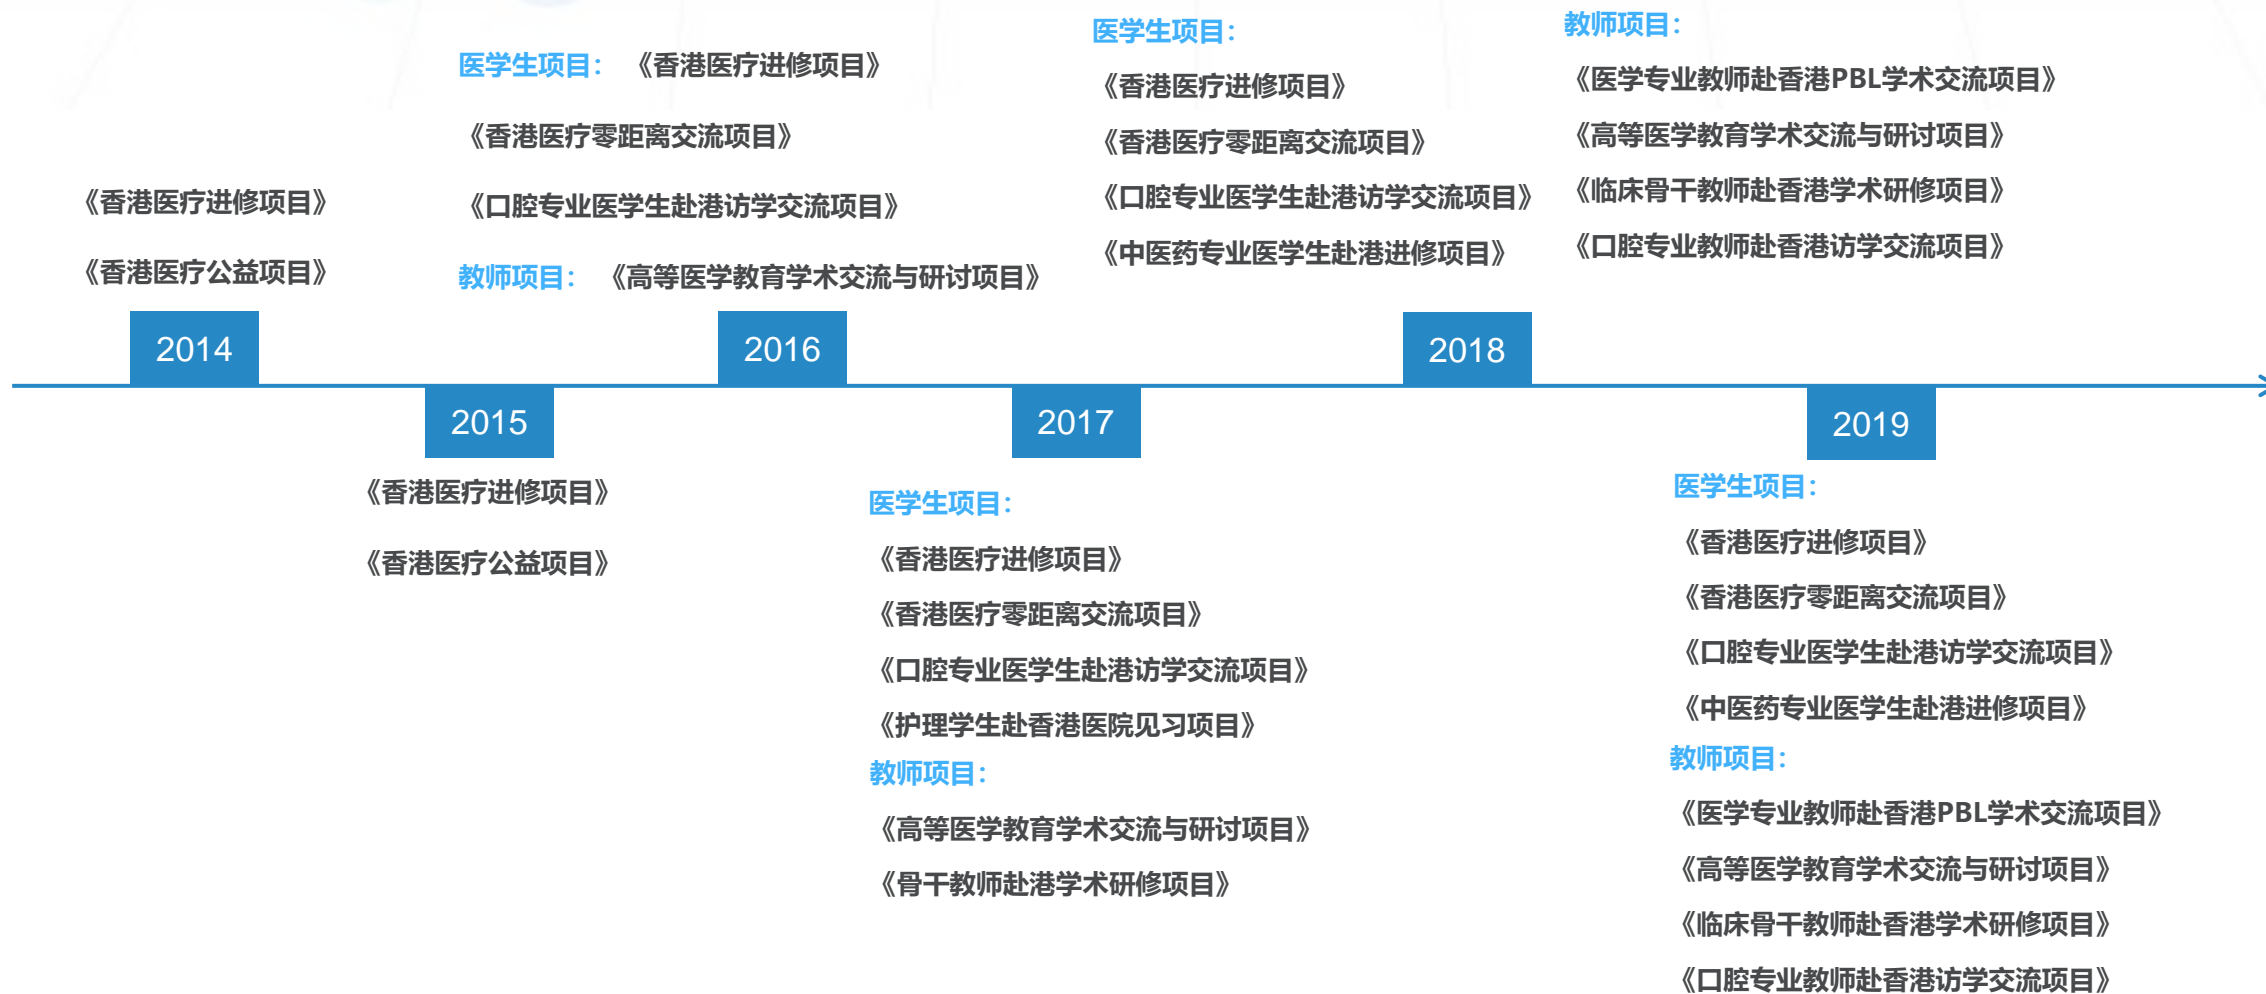 《香港医疗进修项目》
《香港医疗公益项目》
2014
2015
《香港医疗进修项目》
《香港医疗公益项目》
医学生项目： 《香港医疗进修项目》
《香港医疗零距离交流项目》
《口腔专业医学生赴港访学交流项目》
教师项目： 《高等医学教育学术交流与研讨项目》
2016
2017
医学生项目：
《香港医疗进修项目》
《香港医疗零距离交流项目》
《口腔专业医学生赴港访学交流项目》
《护理学生赴香港医院见习项目》
教师项目：
《高等医学教育学术交流与研讨项目》
《骨干教师赴港学术研修项目》
医学生项目：
《香港医疗进修项目》
《香港医疗零距离交流项目》
《口腔专业医学生赴港访学交流项目》
《中医药专业医学生赴港进修项目》
教师项目：
《医学专业教师赴香港PBL学术交流项目》
《高等医学教育学术交流与研讨项目》
《临床骨干教师赴香港学术研修项目》
《口腔专业教师赴香港访学交流项目》
2018
2019
医学生项目：
《香港医疗进修项目》
《香港医疗零距离交流项目》
《口腔专业医学生赴港访学交流项目》
《中医药专业医学生赴港进修项目》
教师项目：
《医学专业教师赴香港PBL学术交流项目》
《高等医学教育学术交流与研讨项目》
《临床骨干教师赴香港学术研修项目》
《口腔专业教师赴香港访学交流项目》